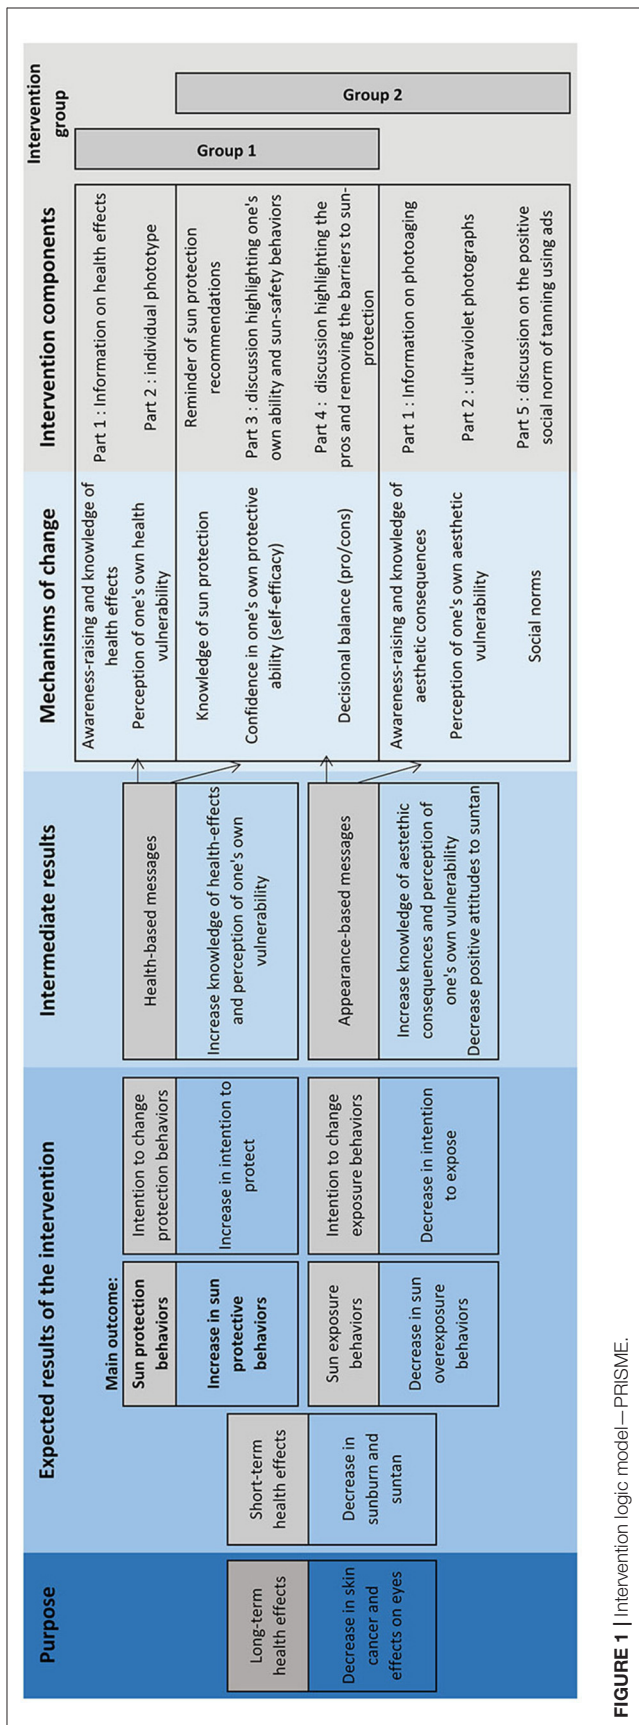 Purpose
Long-term
health effects
Decrease in skin
cancer and
effects on eyes
Expected results of the intervention
Short-term
health effects
Decrease in
sunburn and
suntan
Main outcome:
Sun protection
behaviors
Increase in sun
protective
behaviors
Sun exposure
behaviors
Decrease in sun
overexposure
behaviors
Intention to change
protection behaviors
Increase in intention to
protect
Intention to change
exposure behaviors
Decrease in intention
to expose
Intermediate results
Health-based messages
Increase knowledge of health-effects
and perception of one's own
vulnerability
Appearance-based messages
Increase knowledge of aestethic
consequences and perception of
one's own vulnerability
Decrease positive attitudes to suntan
Mechanisms of change
Awareness-raising and knowledge of
health effects
Perception of one's own health
vulnerability
Knowledge of sun protection
Confidence in one's own protective
ability (self-efficacy)
Decisional balance (pro/cons)
Awareness-raising and knowledge of
aesthetic consequences
Perception of one's own aesthetic
vulnerability
Social norms
Intervention components
Part 1 : Information on health effects
Part 2 : individual phototype
Reminder of sun protection
recommendations
Part 3 : discussion highlighting one's
own ability and sun-safety behaviors
Part 4 : discussion highlighting the
pros and removing the barriers to sun-
protection
Part 1 : Information on photoaging
Part 2 : ultraviolet photographs
Part 5 : discussion on the positive
social norm of tanning using ads
Intervention
group
Group 1
Group 2
FIGURE 1 | Intervention logic model—PRISME.